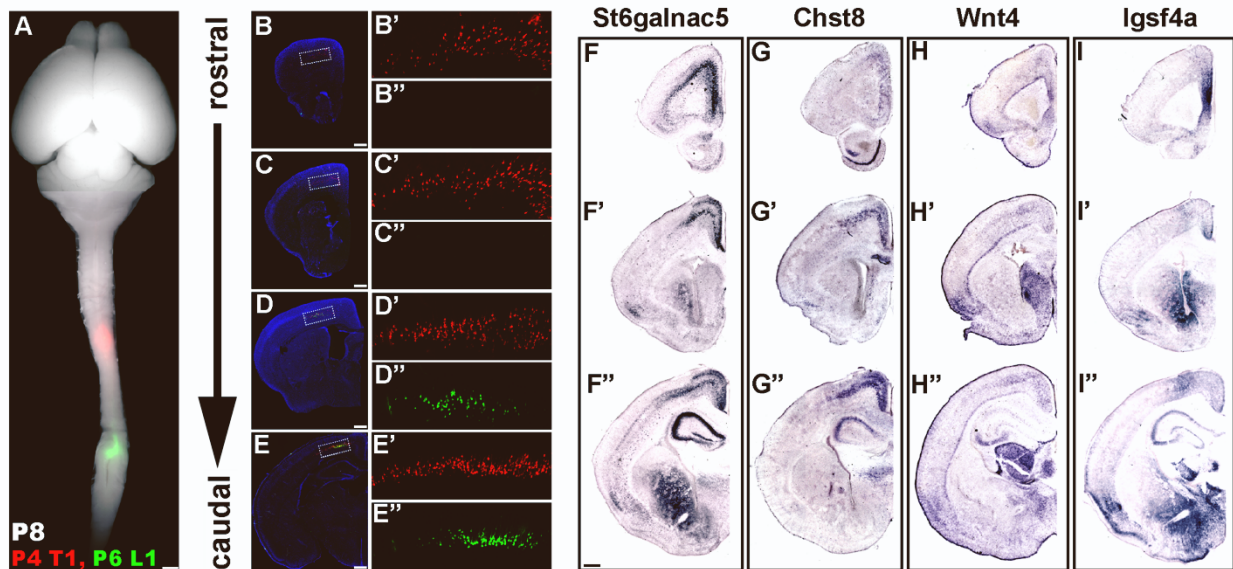 A
P8
P4 T1, P6 L1
rostral
caudal
B
B’
B’’
C
C’
C’’
D
D’
D’’
E
E’
E’’
St6galnac5
Chst8
Wnt4
Igsf4a
F
G
H
I
F’
G’
H’
I’
F’’
G’’
H’’
I’’